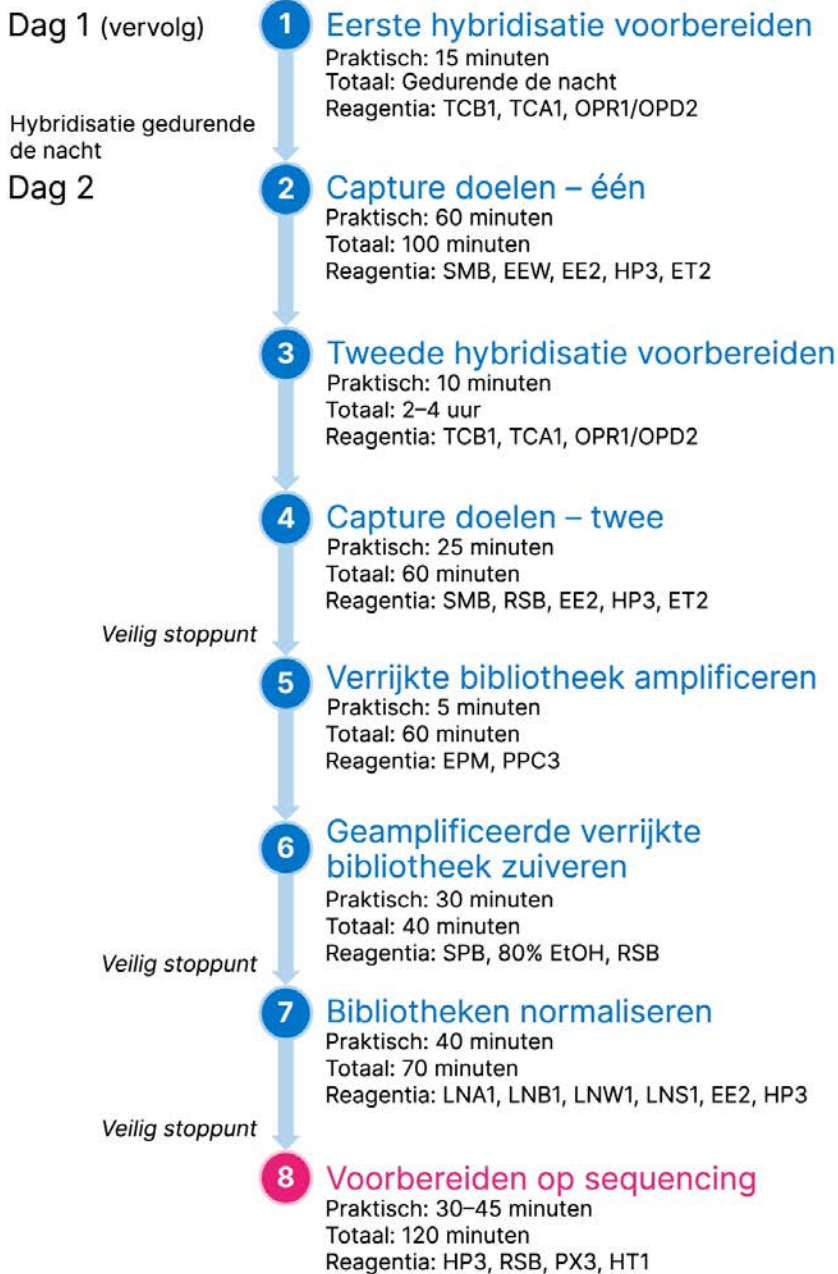 Dag 1 (vervolg)
1
Eerste hybridisatie voorbereiden
Praktisch: 15 minuten
Totaal: Gedurende de nacht
Reagentia: TCB1, TCA1, OPR1/OPD2
Hybridisatie gedurende
de nacht
Dag 2
2
Capture doelen – één
Praktisch: 60 minuten
Totaal: 100 minuten
Reagentia: SMB, EEW, EE2, HP3, ET2
3
Tweede hybridisatie voorbereiden
Praktisch: 10 minuten
Totaal: 2–4 uur
Reagentia: TCB1, TCA1, OPR1/OPD2
4
Capture doelen – twee
Praktisch: 25 minuten
Totaal: 60 minuten
Reagentia: SMB, RSB, EE2, HP3, ET2
Veilig stoppunt
5
Verrijkte bibliotheek amplificeren
Praktisch: 5 minuten
Totaal: 60 minuten
Reagentia: EPM, PPC3
6
Geamplificeerde verrijkte
bibliotheek zuiveren
Praktisch: 30 minuten
Totaal: 40 minuten
Reagentia: SPB, 80% EtOH, RSB
Veilig stoppunt
7
Bibliotheken normaliseren
Praktisch: 40 minuten
Totaal: 70 minuten
Reagentia: LNA1, LNB1, LNW1, LNS1, EE2, HP3
Veilig stoppunt
8
Voorbereiden op sequencing
Praktisch: 30–45 minuten
Totaal: 120 minuten
Reagentia: HP3, RSB, PX3, HT1